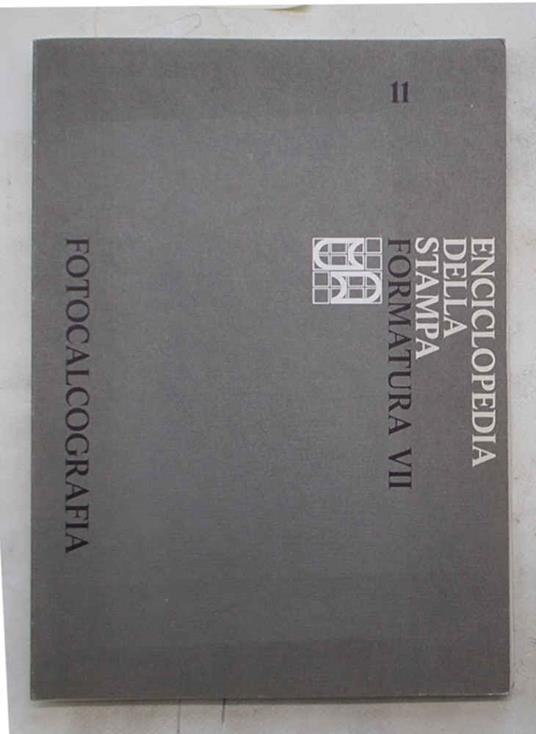 11
ENCICLOPEDIA
DELLA
STAMPA
FORMATURA VII
FOTOCALCOGRAFIA